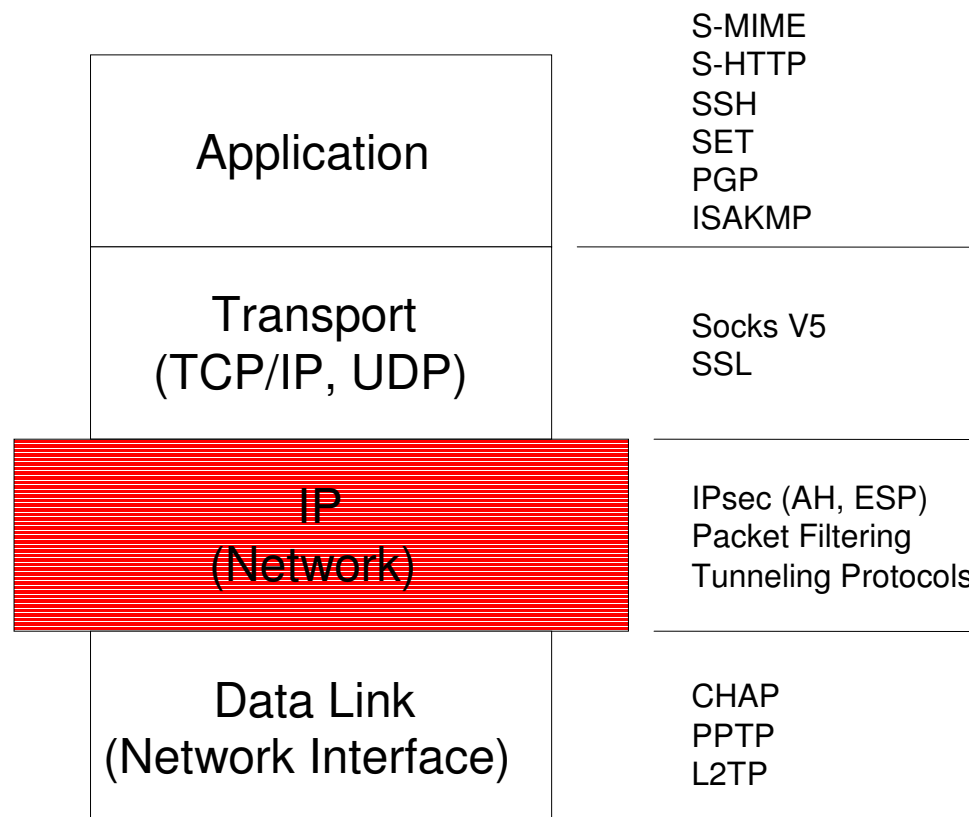 S-MIME
S-HTTP
SSH
SET
PGP
ISAKMP
Application
Transport
(TCP/IP, UDP)
Socks V5
SSL
IP
(Network)
IPsec (AH, ESP)
Packet Filtering
Tunneling Protocols
Data Link
(Network Interface)
CHAP
PPTP
L2TP